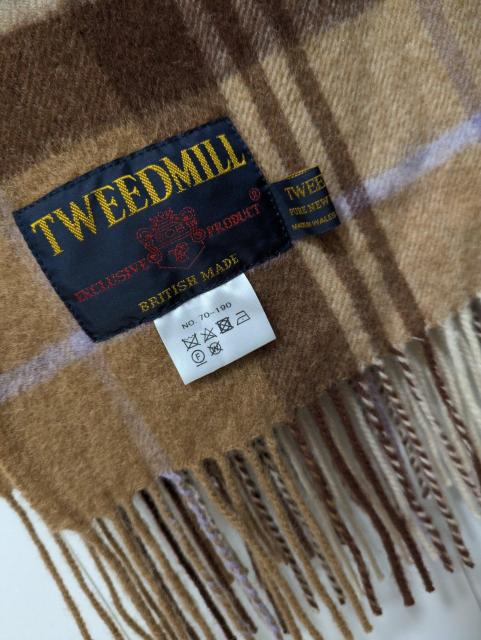 TWEEDMILL
EXCLUSIVE PRODUCT ®
BRITISH MADE
TWEE
PURE NEW
MADE IN WALES
NO. 70-190